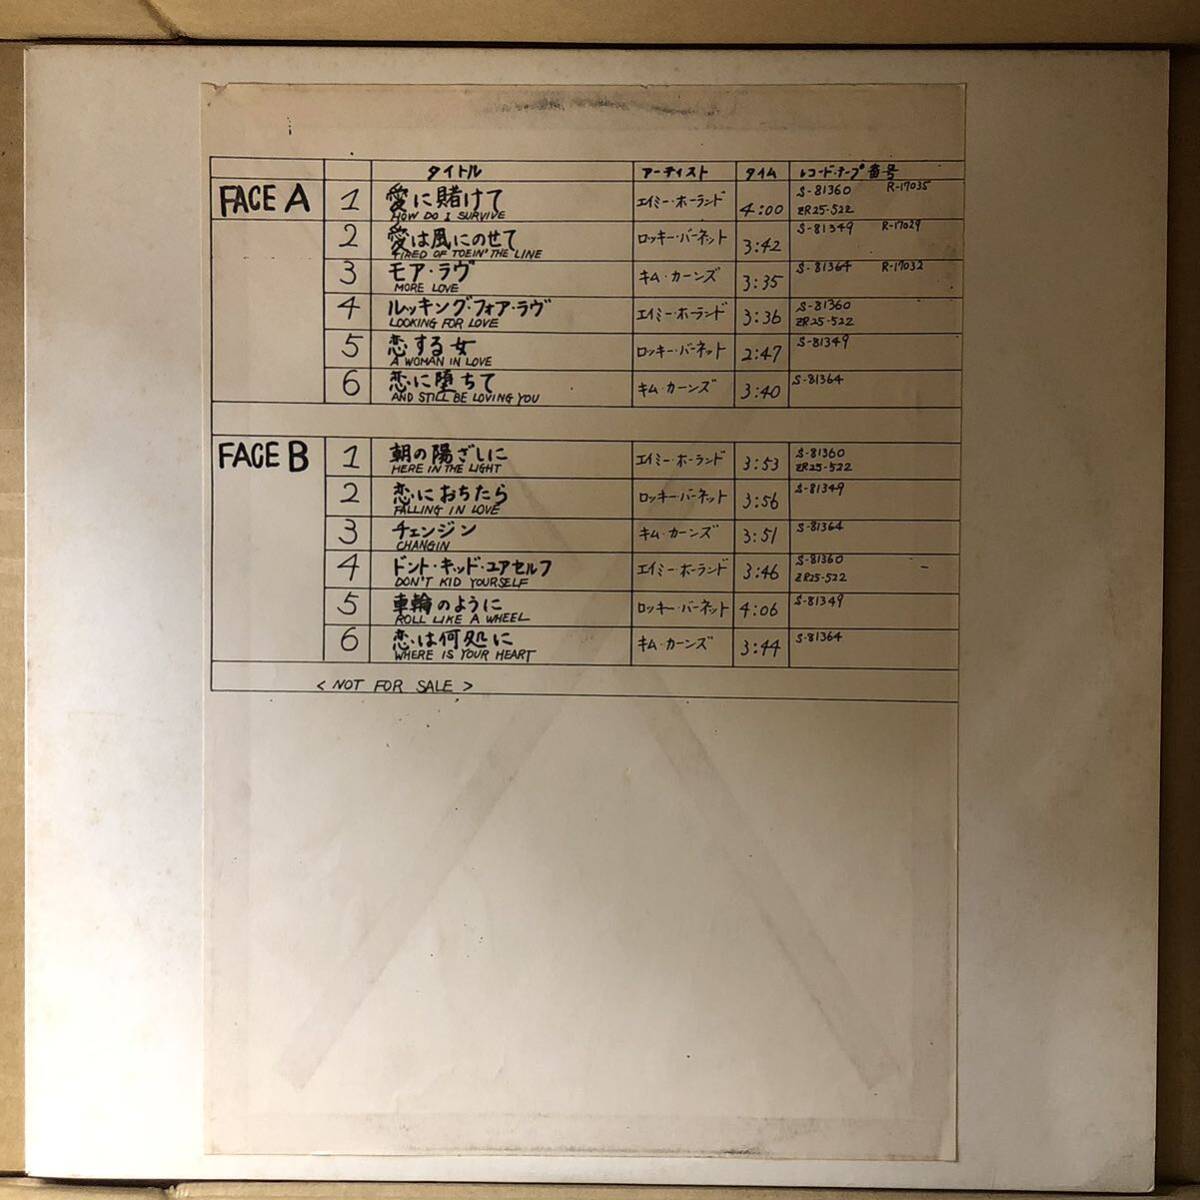 タイトル アーティスト タイム レコード・テープ番号
FACE A 1 愛に賭けて エイミー・ホーランド 4:00 S-81360 R-17035
HOW DO I SURVIVE ZR25-522
2 愛は風にのせて ロッキー・バーネット 3:42 S-81349 R-17029
TIRED OF TOEIN' THE LINE
3 モア・ラヴ キム・カーンズ 3:35 S-81364 R-17032
MORE LOVE
4 ルッキング・フォア・ラヴ エイミー・ホーランド 3:36 S-81360
LOOKING FOR LOVE ZR25-522
5 恋する女 ロッキー・バーネット 2:47 S-81349
A WOMAN IN LOVE
6 恋に堕ちて キム・カーンズ 3:40 S-81364
AND STILL BE LOVING YOU
FACE B 1 朝の陽ざしに エイミー・ホーランド 3:53 S-81360
HERE IN THE LIGHT ZR25-522
2 恋におちたら ロッキー・バーネット 3:56 S-81349
FALLING IN LOVE
3 チェンジン キム・カーンズ 3:51 S-81364
CHANGIN
4 ドント・キッド・ユアセルフ エイミー・ホーランド 3:46 S-81360
DON'T KID YOURSELF ZR25-522
5 車輪のように ロッキー・バーネット 4:06 S-81349
ROLL LIKE A WHEEL
6 恋は何処に キム・カーンズ 3:44 S-81364
WHERE IS YOUR HEART
< NOT FOR SALE >